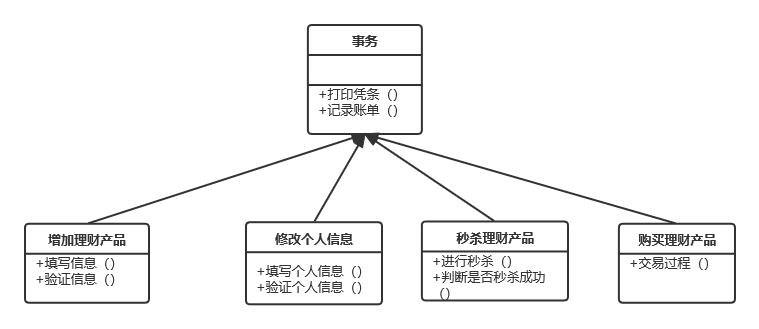 事务
+打印凭条（）
+记录账单（）
增加理财产品
+填写信息（）
+验证信息（）
修改个人信息
+填写个人信息（）
+验证个人信息（）
秒杀理财产品
+进行秒杀（）
+判断是否秒杀成功
（）
购买理财产品
+交易过程（）